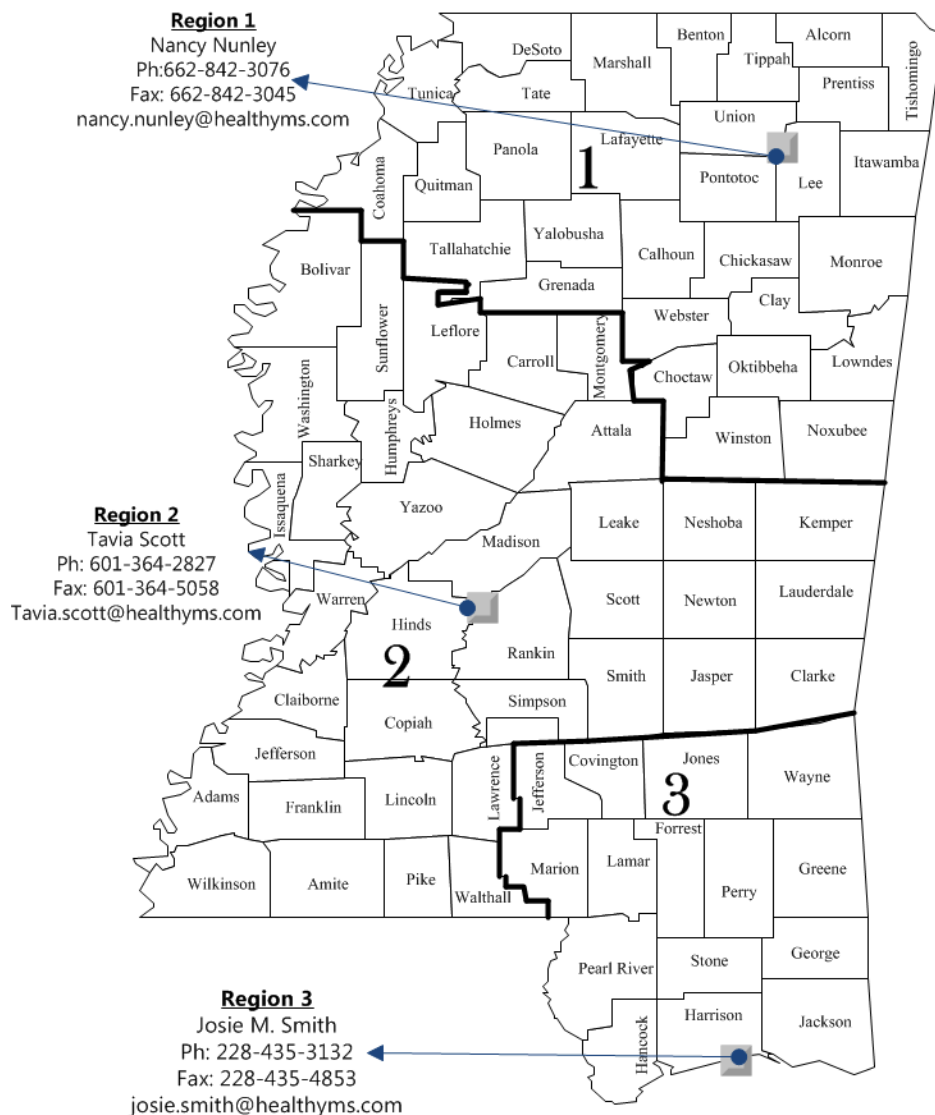 Region 1
Nancy Nunley
Ph:662-842-3076
Fax: 662-842-3045
nancy.nunley@healthyms.com
DeSoto
Marshall
Benton
Tippah
Alcorn
Tishomingo
Prentiss
Tunica
Tate
Union
Panola
Lafayette
1
Itawamba
Coahoma
Quitman
Pontotoc
Lee
Tallahatchie
Yalobusha
Calhoun
Chickasaw
Monroe
Bolivar
Grenada
Clay
Webster
Sunflower
Leflore
Carroll
Montgomery
Choctaw
Oktibbeha
Lowndes
Washington
Humphreys
Holmes
Attala
Winston
Noxubee
Sharkey
Issaquena
Yazoo
Leake
Neshoba
Kemper
Region 2
Tavia Scott
Ph: 601-364-2827
Fax: 601-364-5058
Tavia.scott@healthyms.com
Madison
Warren
Hinds
2
Rankin
Scott
Newton
Lauderdale
Smith
Jasper
Clarke
Claiborne
Copiah
Simpson
Jefferson
Lawrence
Jefferson
Covington
Jones
3
Wayne
Adams
Franklin
Lincoln
Forrest
Wilkinson
Amite
Pike
Walthall
Marion
Lamar
Perry
Greene
Pearl River
Stone
George
Hancock
Harrison
Jackson
Region 3
Josie M. Smith
Ph: 228-435-3132
Fax: 228-435-4853
josie.smith@healthyms.com